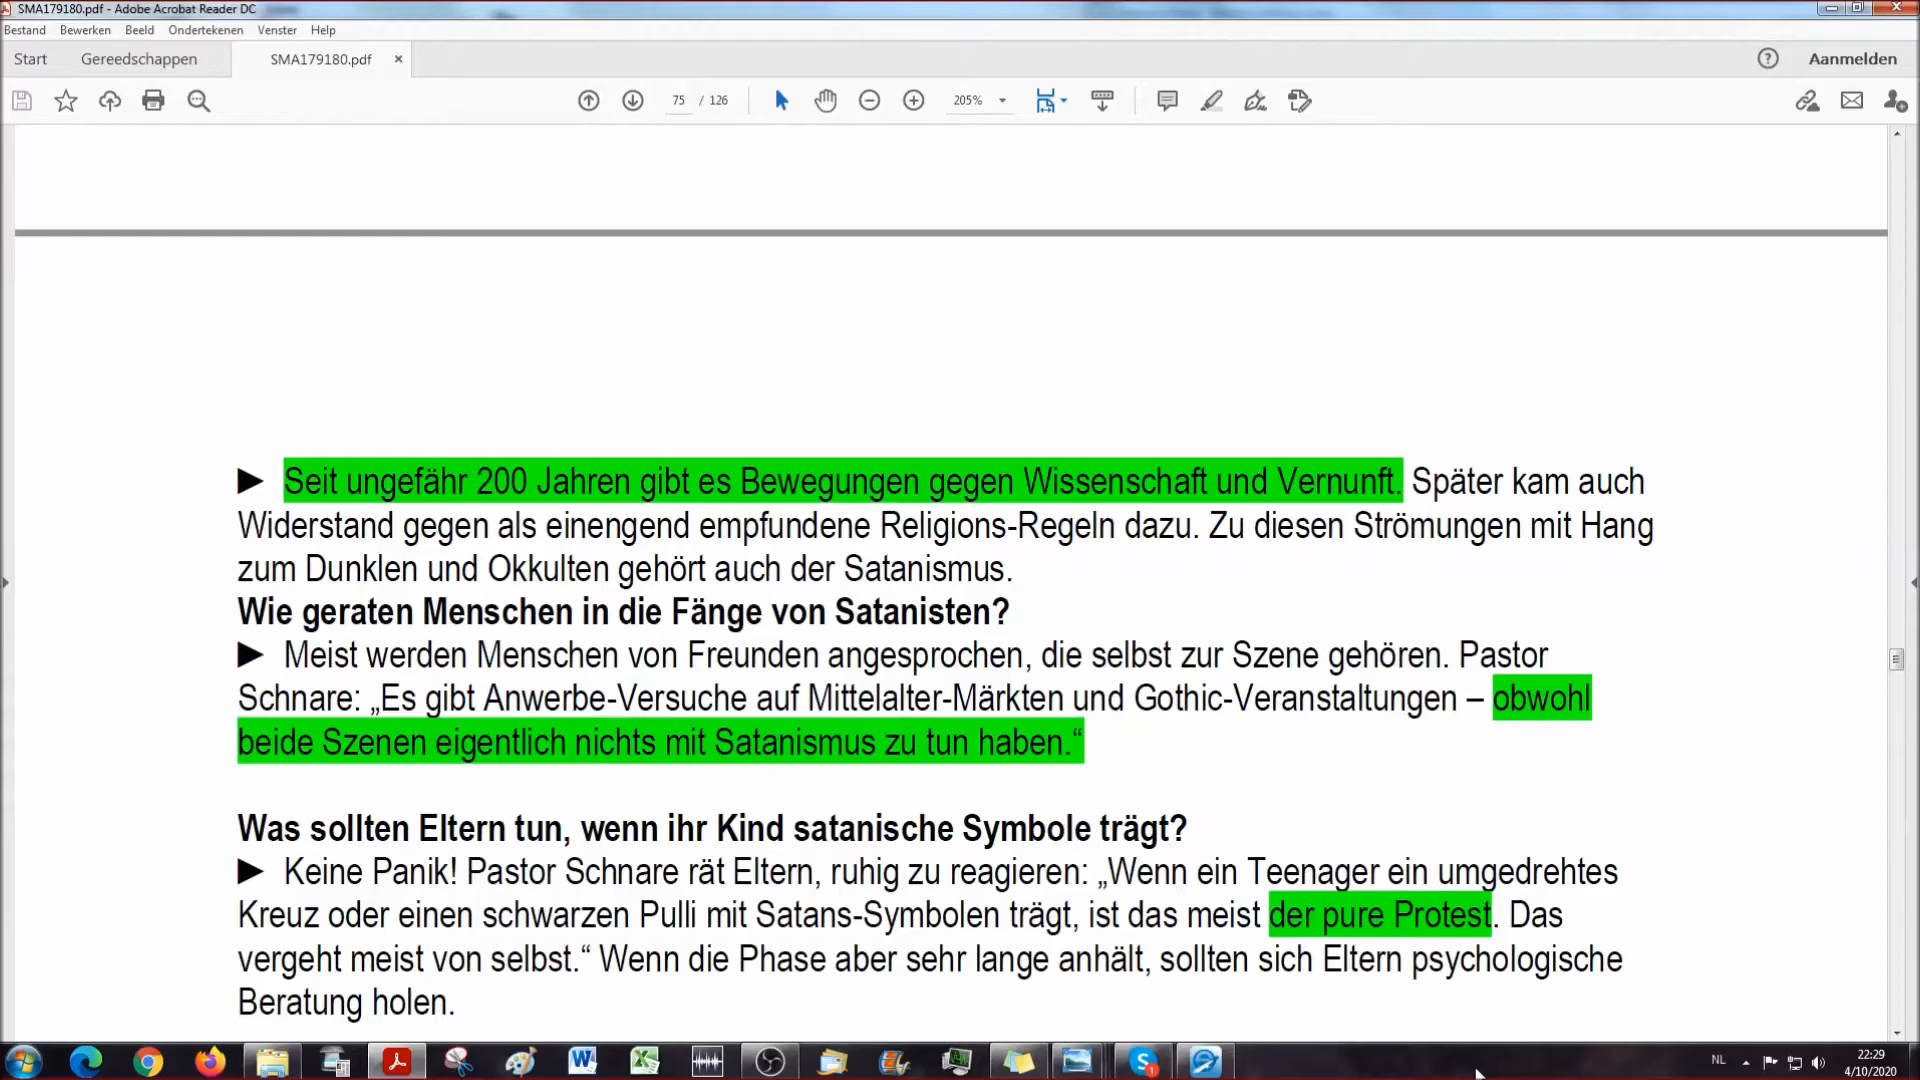 SMA179180.pdf - Adobe Acrobat Reader DC
Bestand Bewerken Beeld Ondertekenen Venster Help
Start Gereedschappen SMA179180.pdf × ? Aanmelden
75 / 126 205%
► Seit ungefähr 200 Jahren gibt es Bewegungen gegen Wissenschaft und Vernunft. Später kam auch
Widerstand gegen als einengend empfundene Religions-Regeln dazu. Zu diesen Strömungen mit Hang
zum Dunklen und Okkulten gehört auch der Satanismus.
Wie geraten Menschen in die Fänge von Satanisten?
► Meist werden Menschen von Freunden angesprochen, die selbst zur Szene gehören. Pastor
Schnare: „Es gibt Anwerbe-Versuche auf Mittelalter-Märkten und Gothic-Veranstaltungen – obwohl
beide Szenen eigentlich nichts mit Satanismus zu tun haben.“
Was sollten Eltern tun, wenn ihr Kind satanische Symbole trägt?
► Keine Panik! Pastor Schnare rät Eltern, ruhig zu reagieren: „Wenn ein Teenager ein umgedrehtes
Kreuz oder einen schwarzen Pulli mit Satans-Symbolen trägt, ist das meist der pure Protest. Das
vergeht meist von selbst.“ Wenn die Phase aber sehr lange anhält, sollten sich Eltern psychologische
Beratung holen.
NL 22:29
4/10/2020